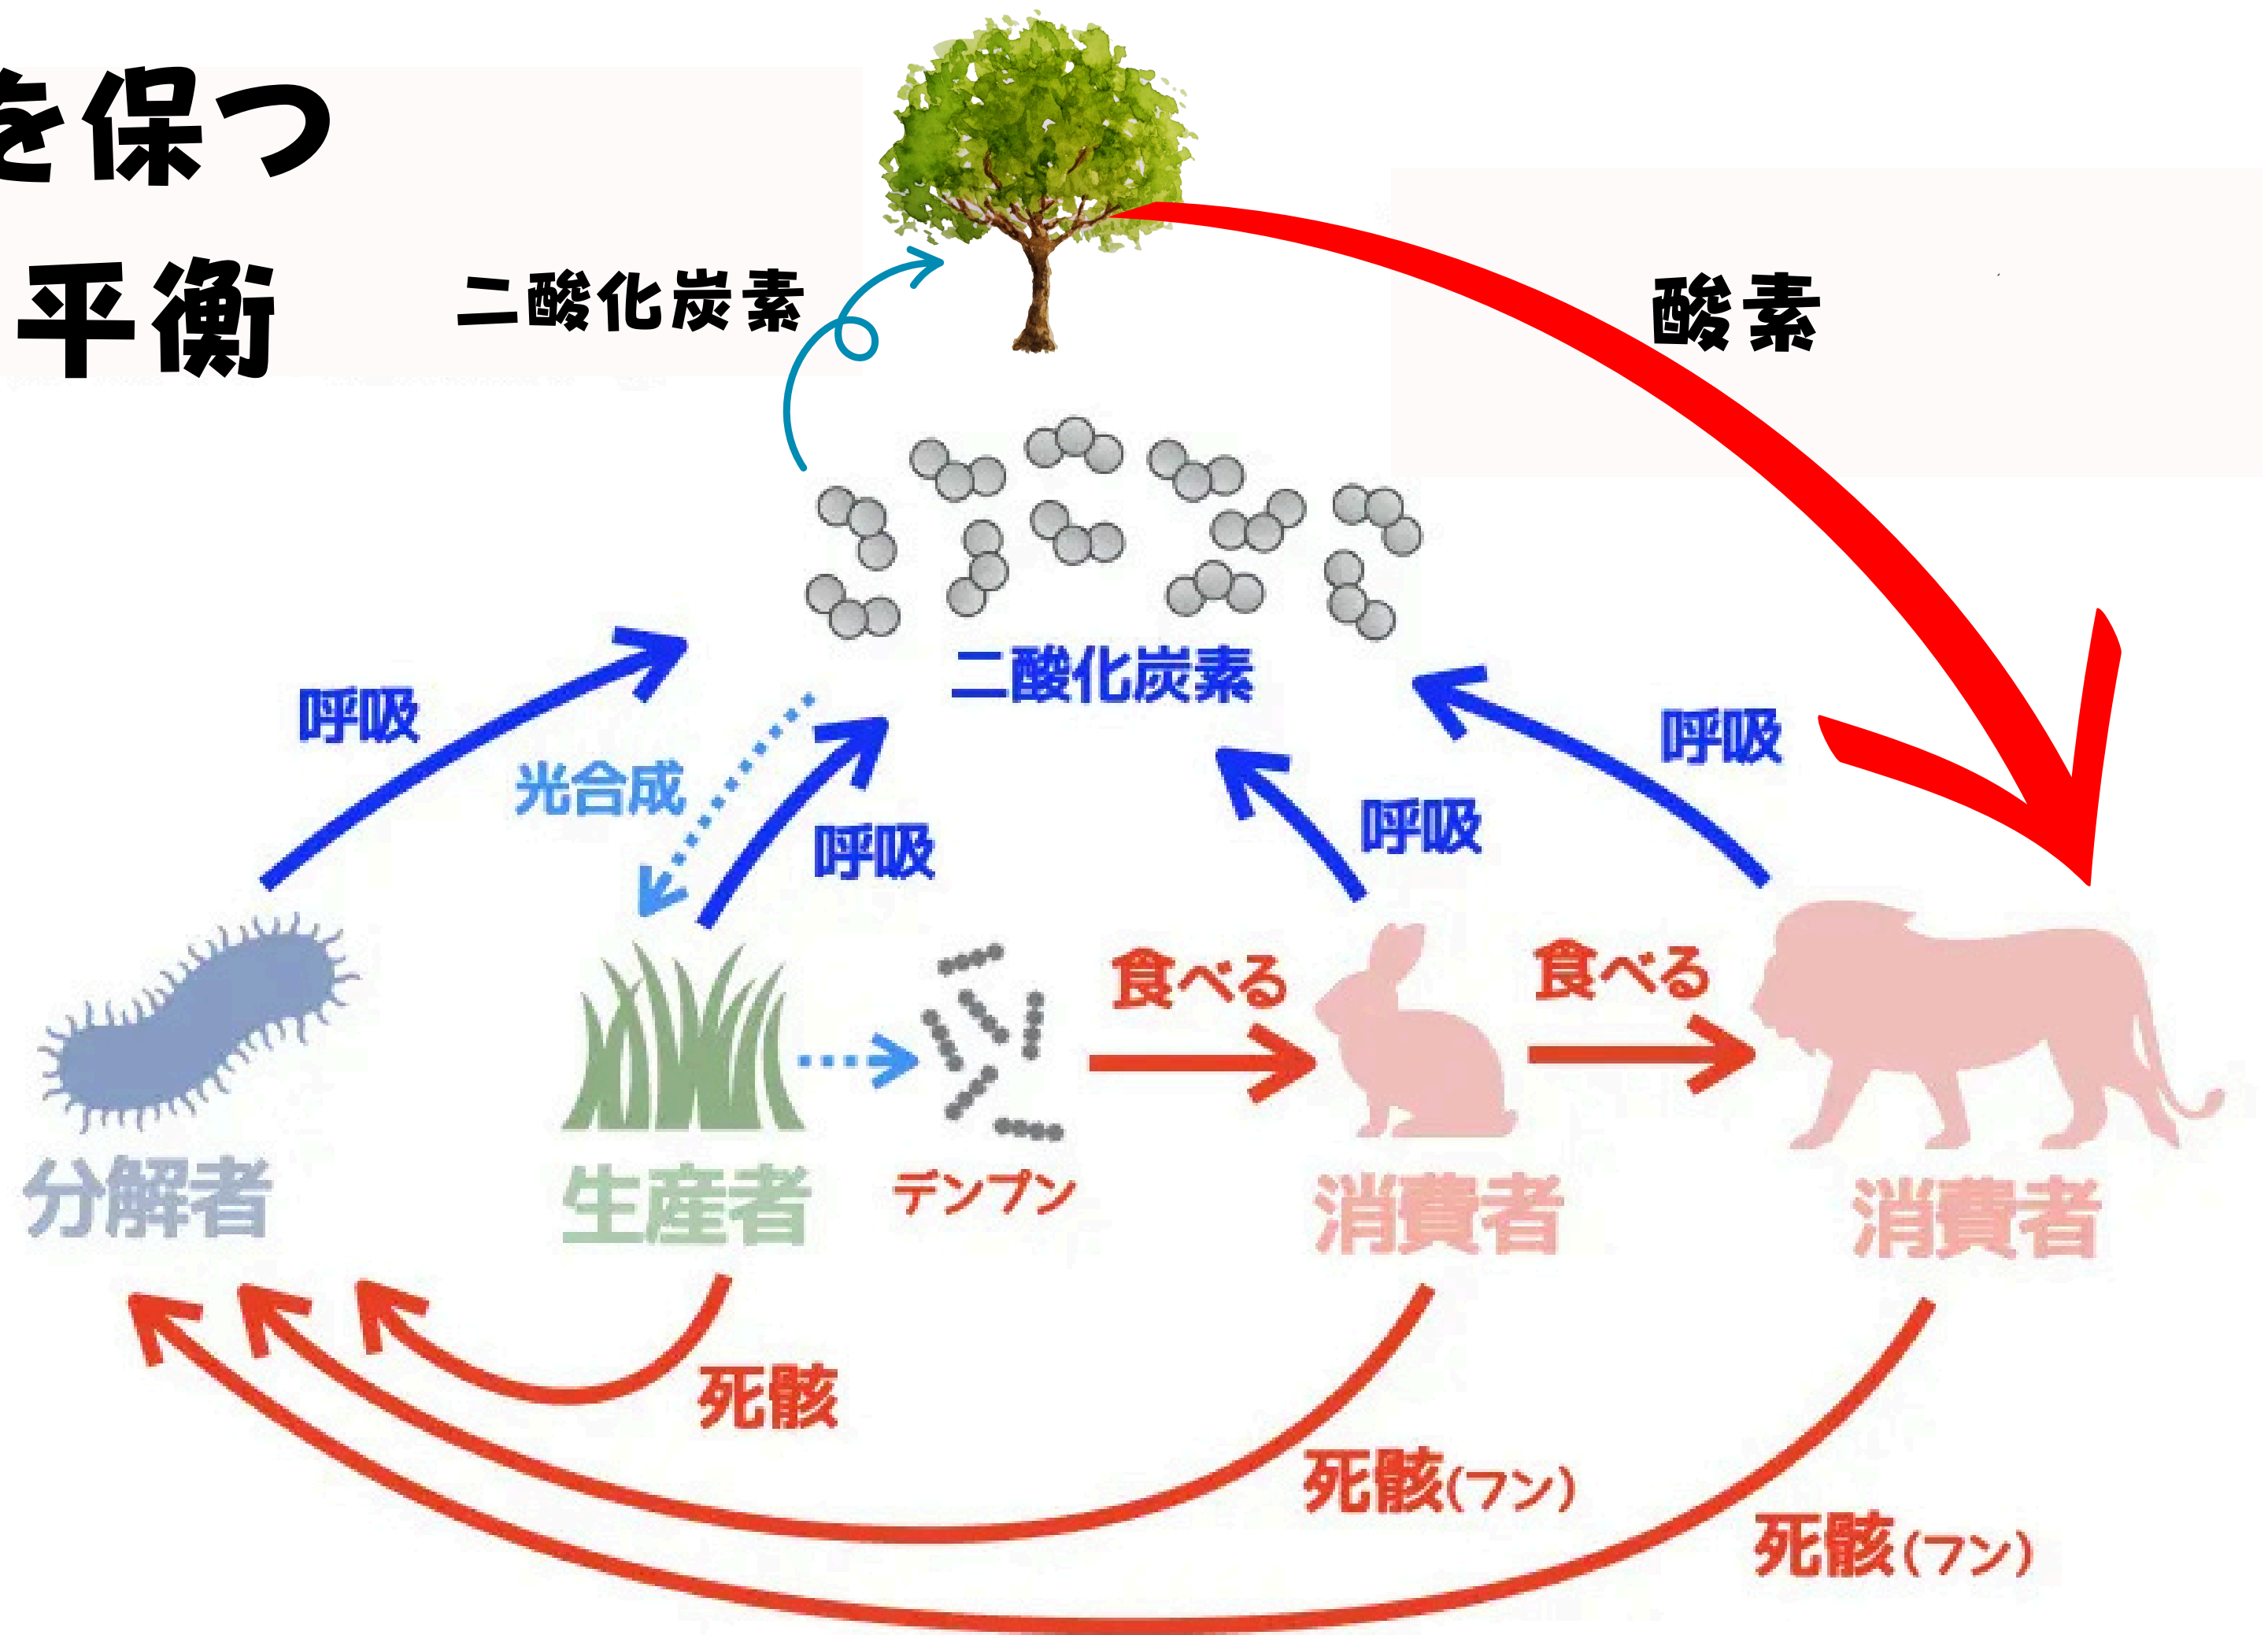 を保つ
平衡
二酸化炭素
酸素
二酸化炭素
呼吸
光合成
呼吸
呼吸
呼吸
食べる
食べる
分解者
生産者
デンプン
消費者
消費者
死骸
死骸(フン)
死骸(フン)